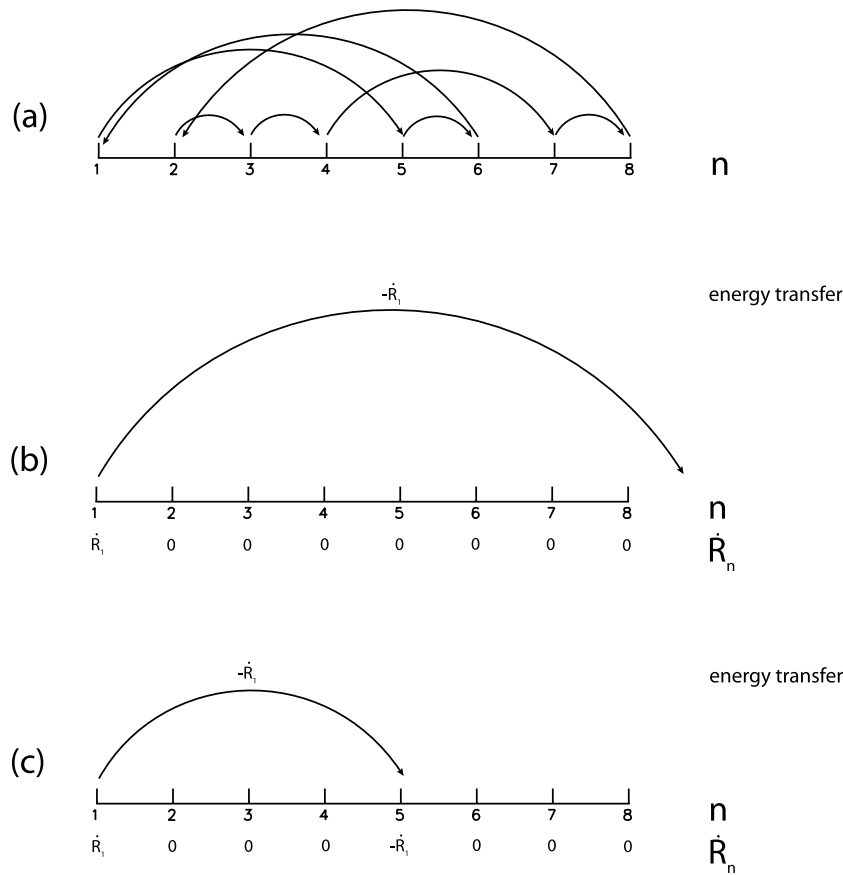 (a)
1 2 3 4 5 6 7 8 n
-Ṙ₁ energy transfer
(b)
1 2 3 4 5 6 7 8 n
Ṙ₁ 0 0 0 0 0 0 0 Ṙₙ
-Ṙ₁ energy transfer
(c)
1 2 3 4 5 6 7 8 n
Ṙ₁ 0 0 0 -Ṙ₁ 0 0 0 Ṙₙ